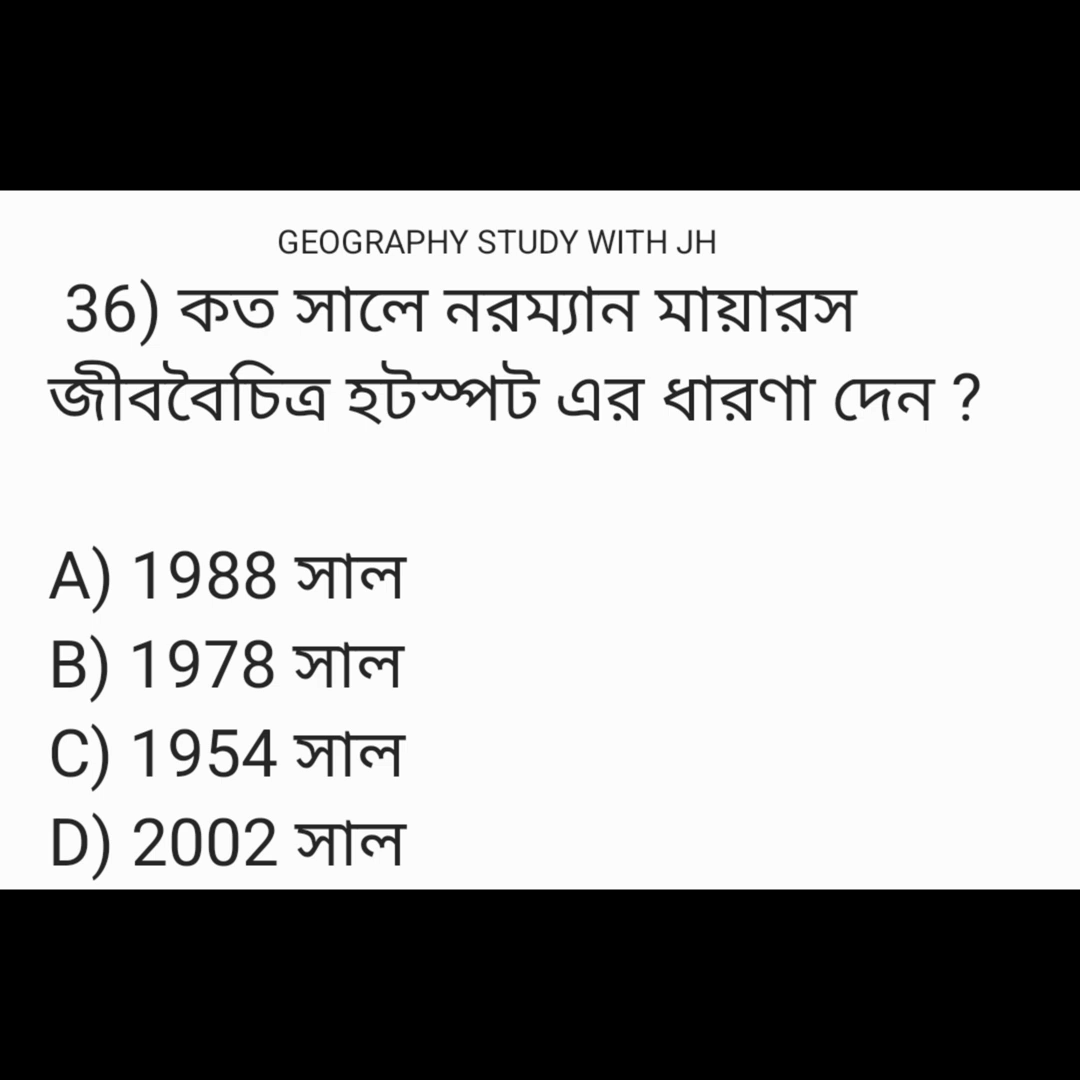 GEOGRAPHY STUDY WITH JH
36) কত সালে নরম্যান মায়ারস
জীববৈচিত্র হটস্পট এর ধারণা দেন ?
A) 1988 সাল
B) 1978 সাল
C) 1954 সাল
D) 2002 সাল